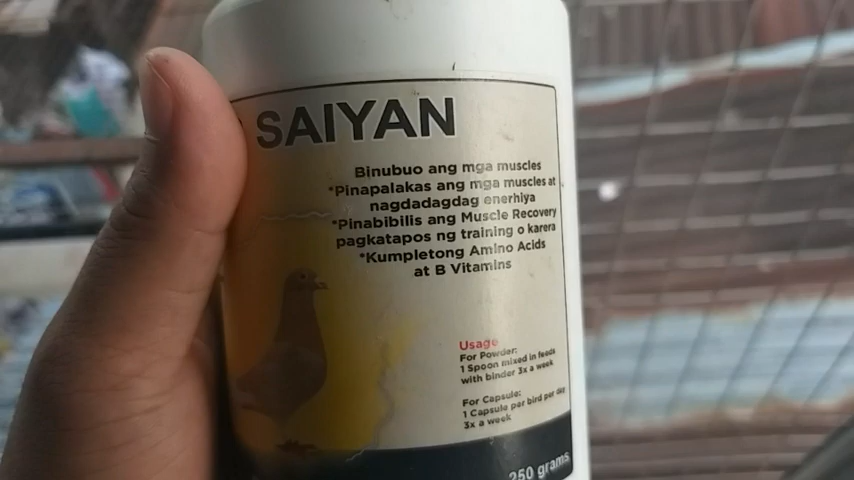 SAIYAN
Binubuo ang mga muscles
*Pinapalakas ang mga muscles at
nagdadagdag enerhiya
*Pinabibilis ang Muscle Recovery
pagkatapos ng training o karera
*Kumpletong Amino Acids
at B Vitamins
Usage
For Powder:
1 Spoon mixed in feeds
with binder 3x a week
For Capsule:
1 Capsule per bird per
3x a week
250 grams